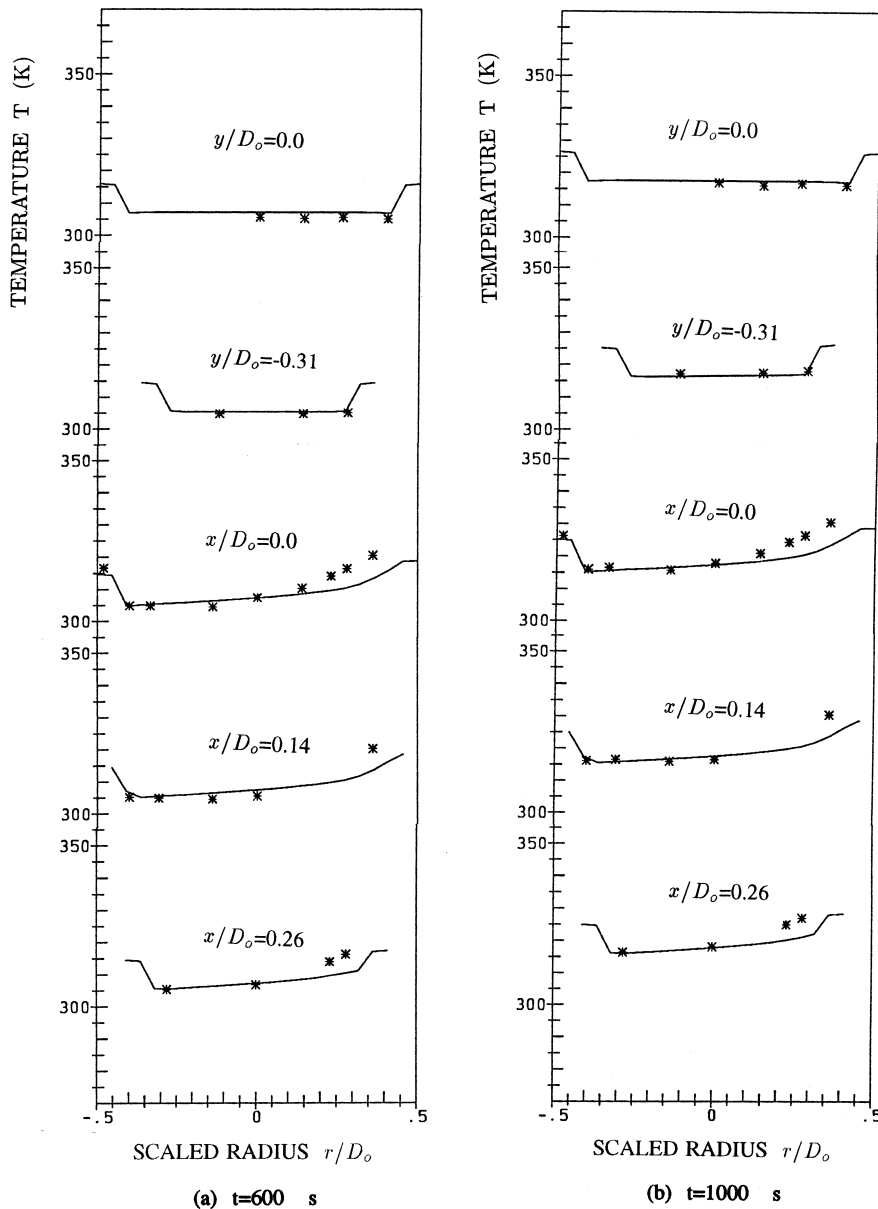 TEMPERATURE T (K)
350
y/Dₒ=0.0
300
350
y/Dₒ=-0.31
300
350
x/Dₒ=0.0
300
350
x/Dₒ=0.14
300
350
x/Dₒ=0.26
300
-.5 0 .5
SCALED RADIUS r/Dₒ
(a) t=600 s
TEMPERATURE T (K)
350
y/Dₒ=0.0
300
350
y/Dₒ=-0.31
300
350
x/Dₒ=0.0
300
350
x/Dₒ=0.14
300
350
x/Dₒ=0.26
300
-.5 0 .5
SCALED RADIUS r/Dₒ
(b) t=1000 s